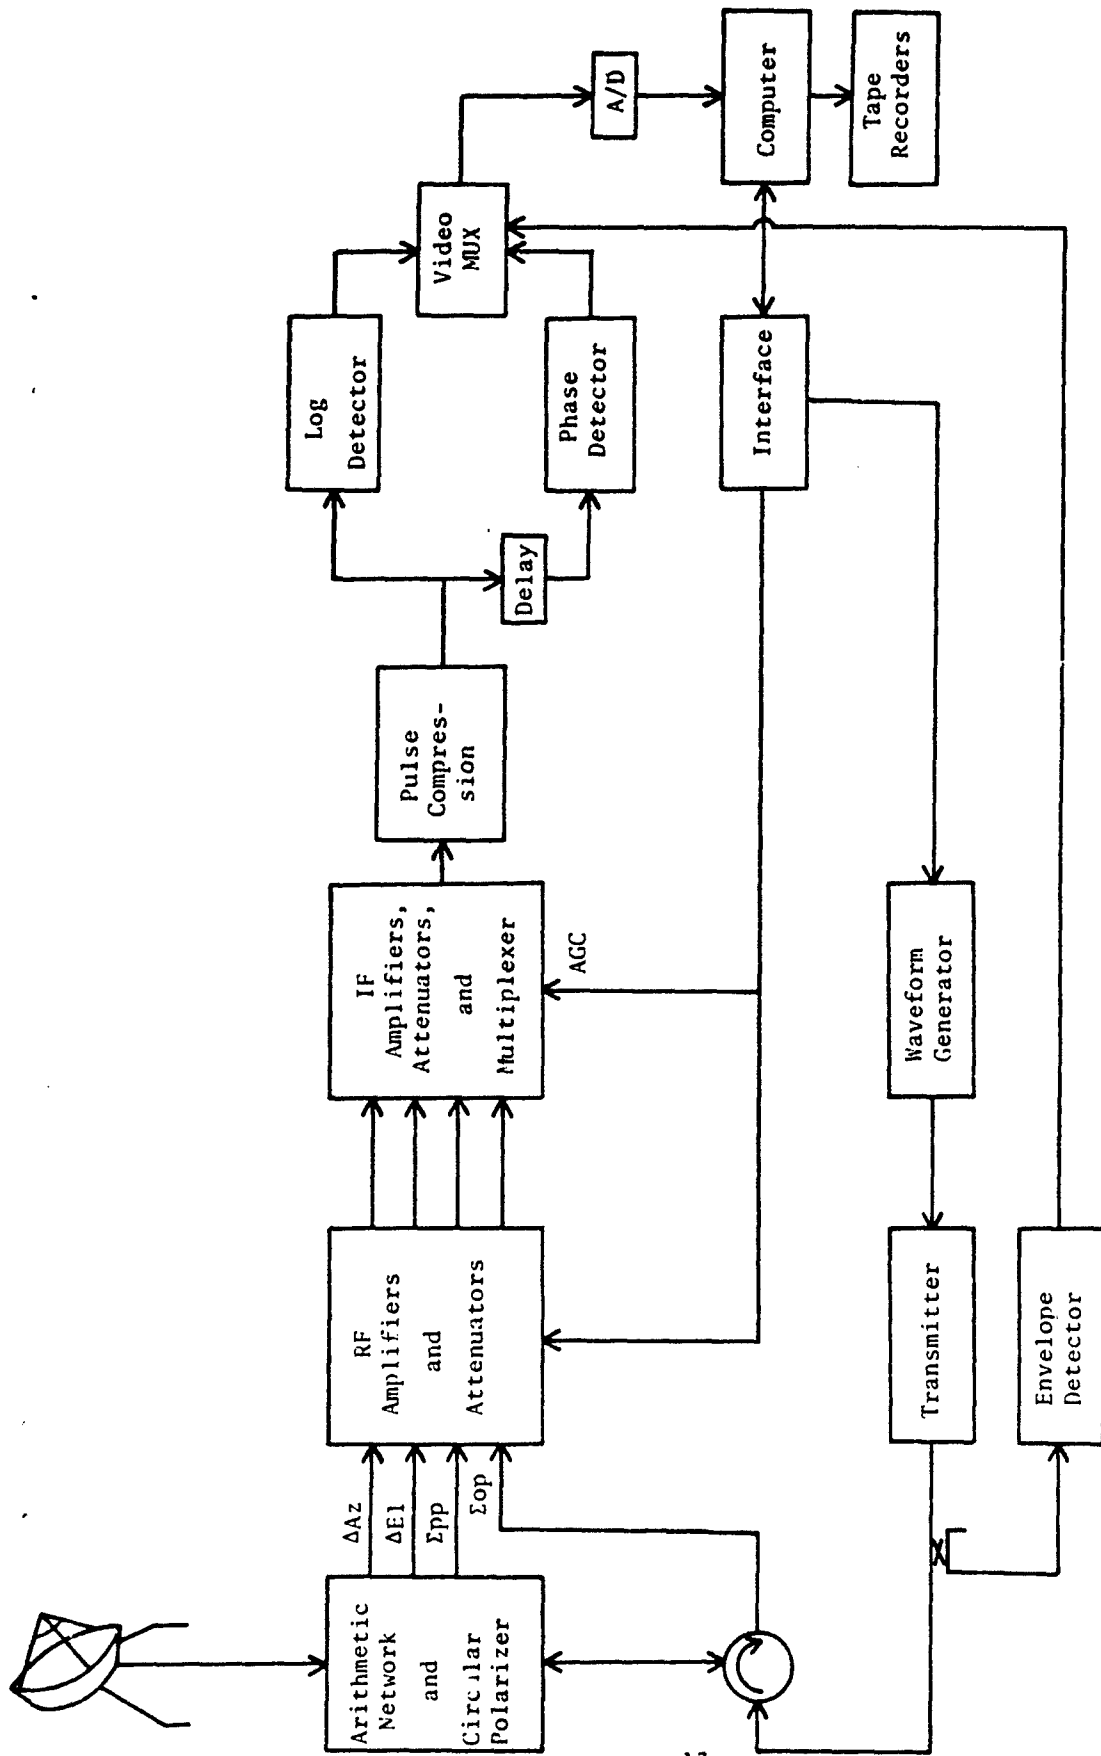 Arithmetic
Network
and
Circular
Polarizer
ΔAz
ΔEl
Σpp
Σop
RF
Amplifiers
and
Attenuators
IF
Amplifiers,
Attenuators,
and
Multiplexer
AGC
Pulse
Compres-
sion
Delay
Log
Detector
Phase
Detector
Video
MUX
A/D
Computer
Tape
Recorders
Interface
Waveform
Generator
Transmitter
Envelope
Detector